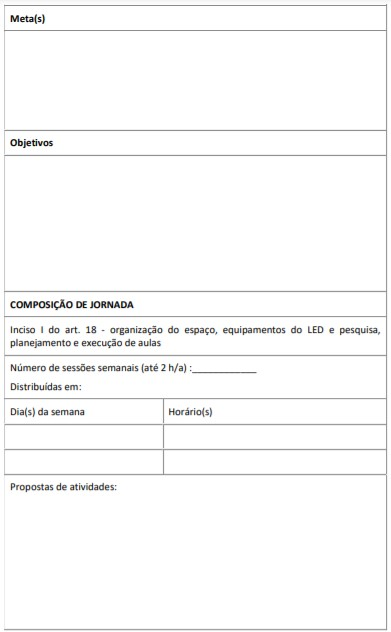 Meta(s)
Objetivos
COMPOSIÇÃO DE JORNADA
Inciso I do art. 18 - organização do espaço, equipamentos do LED e pesquisa,
planejamento e execução de aulas
Número de sessões semanais (até 2 h/a) :____________
Distribuídas em:
Dia(s) da semana
Horário(s)
Propostas de atividades: